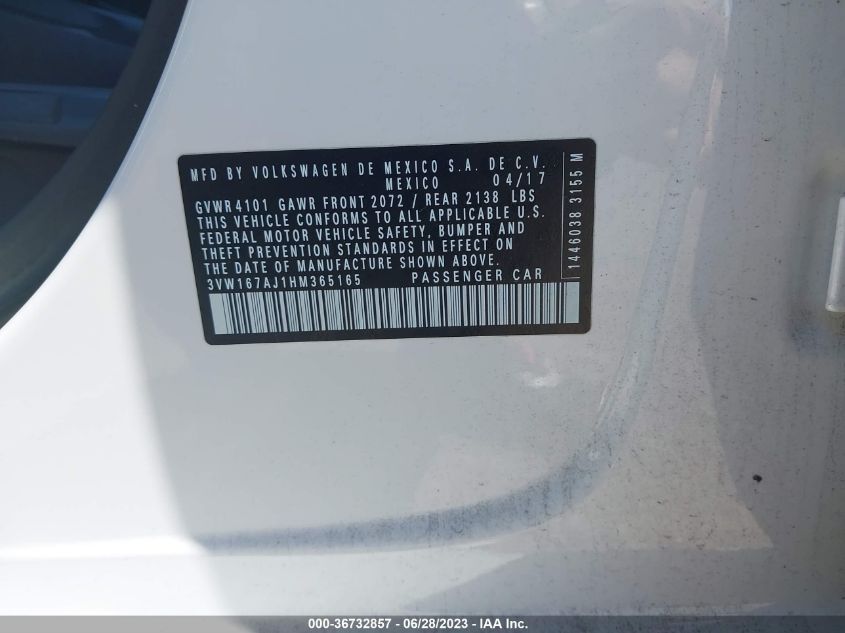 MFD BY VOLKSWAGEN DE MEXICO S.A. DE C.V.
MEXICO 04/17
GVWR 4101 GAWR FRONT 2072 / REAR 2138 LBS
THIS VEHICLE CONFORMS TO ALL APPLICABLE U.S.
FEDERAL MOTOR VEHICLE SAFETY, BUMPER AND
THEFT PREVENTION STANDARDS IN EFFECT ON
THE DATE OF MANUFACTURE SHOWN ABOVE.
3VW167AJ1HM365165 PASSENGER CAR
1446038 3155 M
000-36732857 - 06/28/2023 - IAA Inc.